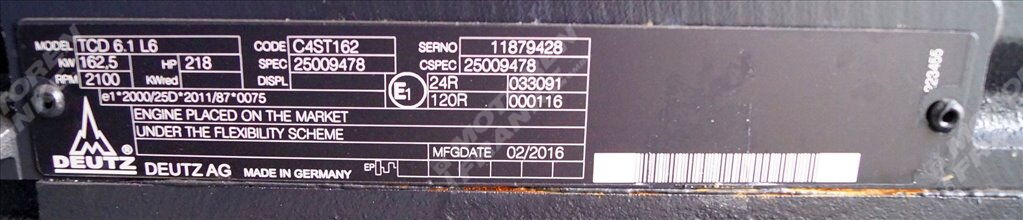 MODEL TCD 6.1 L6 CODE C4ST162 SERNO 11879428
KW 162,5 HP 218 SPEC 25009478 CSPEC 25009478
RPM 2100 KWred DISPL E1 24R 033091
120R 000116
e1*2000/25D*2011/87*0075
ENGINE PLACED ON THE MARKET
UNDER THE FLEXIBILITY SCHEME
MFGDATE 02/2016
DEUTZ® DEUTZ AG MADE IN GERMANY EP
923455